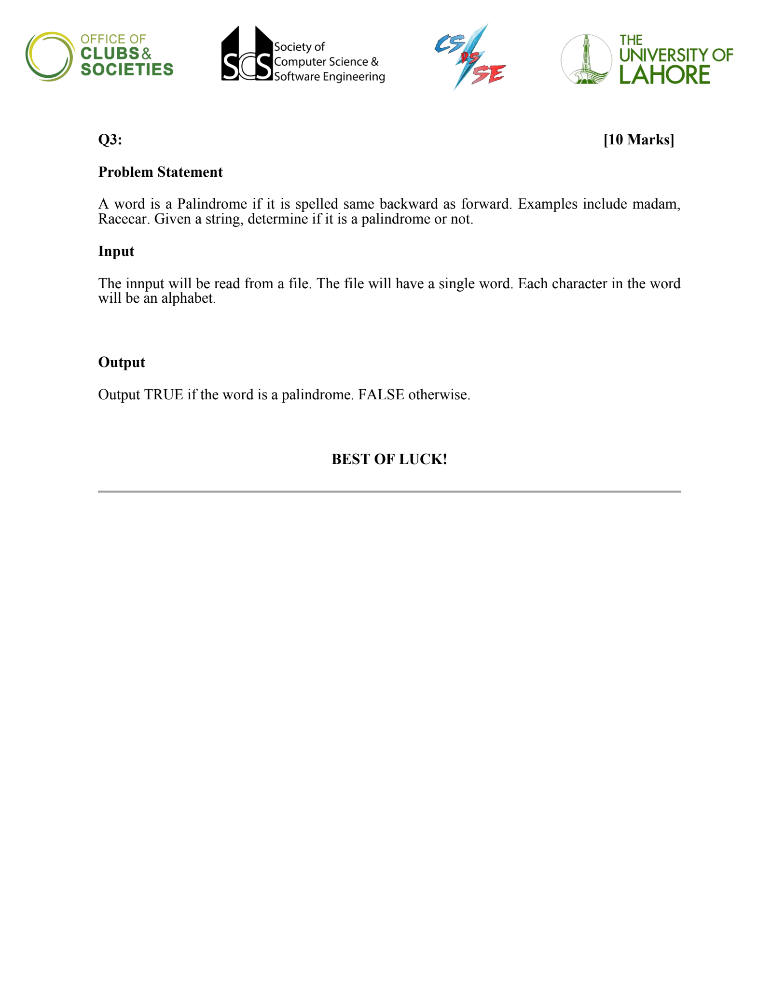 OFFICE OF
CLUBS &
SOCIETIES
SCS
Society of
Computer Science &
Software Engineering
CS
VS
SE
THE
UNIVERSITY OF
LAHORE
Q3: [10 Marks]
Problem Statement
A word is a Palindrome if it is spelled same backward as forward. Examples include madam,
Racecar. Given a string, determine if it is a palindrome or not.
Input
The innput will be read from a file. The file will have a single word. Each character in the word
will be an alphabet.
Output
Output TRUE if the word is a palindrome. FALSE otherwise.
BEST OF LUCK!